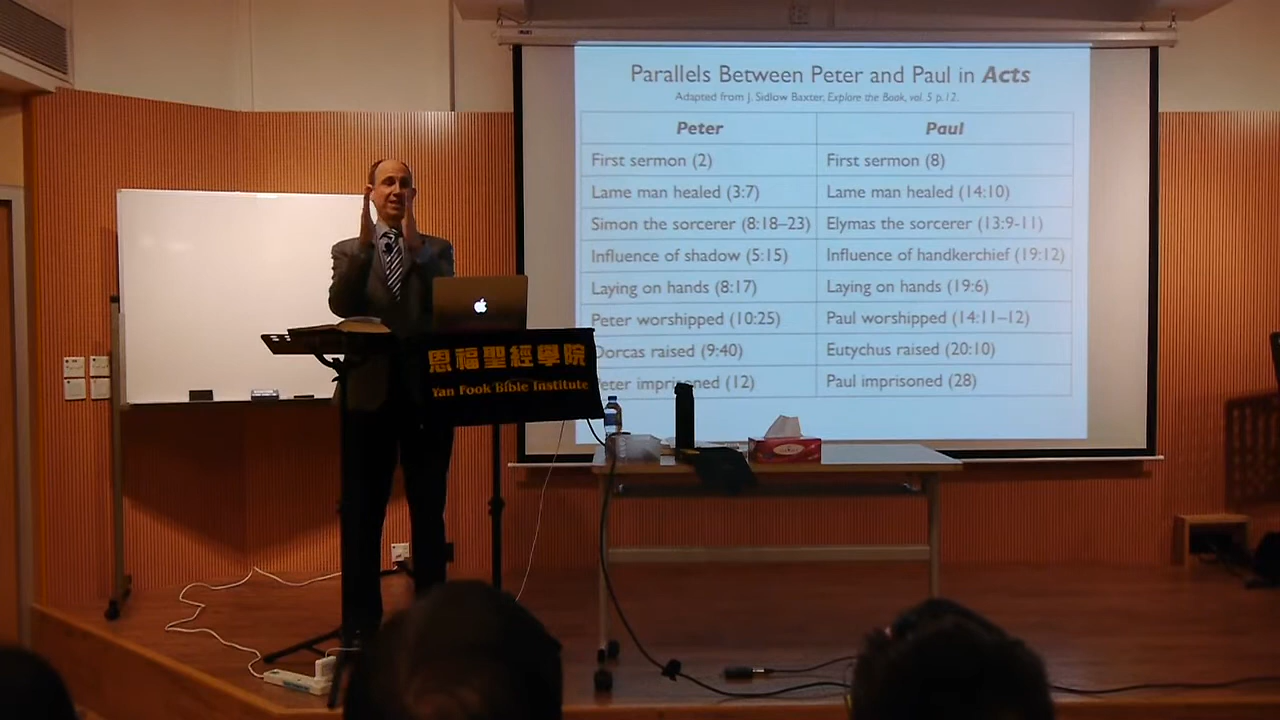 Parallels Between Peter and Paul in Acts
Adapted from J. Sidlow Baxter, Explore the Book, vol. 5 p.12.
Peter Paul
First sermon (2) First sermon (8)
Lame man healed (3:7) Lame man healed (14:10)
Simon the sorcerer (8:18–23) Elymas the sorcerer (13:9-11)
Influence of shadow (5:15) Influence of handkerchief (19:12)
Laying on hands (8:17) Laying on hands (19:6)
Peter worshipped (10:25) Paul worshipped (14:11–12)
Dorcas raised (9:40) Eutychus raised (20:10)
Peter imprisoned (12) Paul imprisoned (28)
恩福聖經學院
Yan Fook Bible Institute